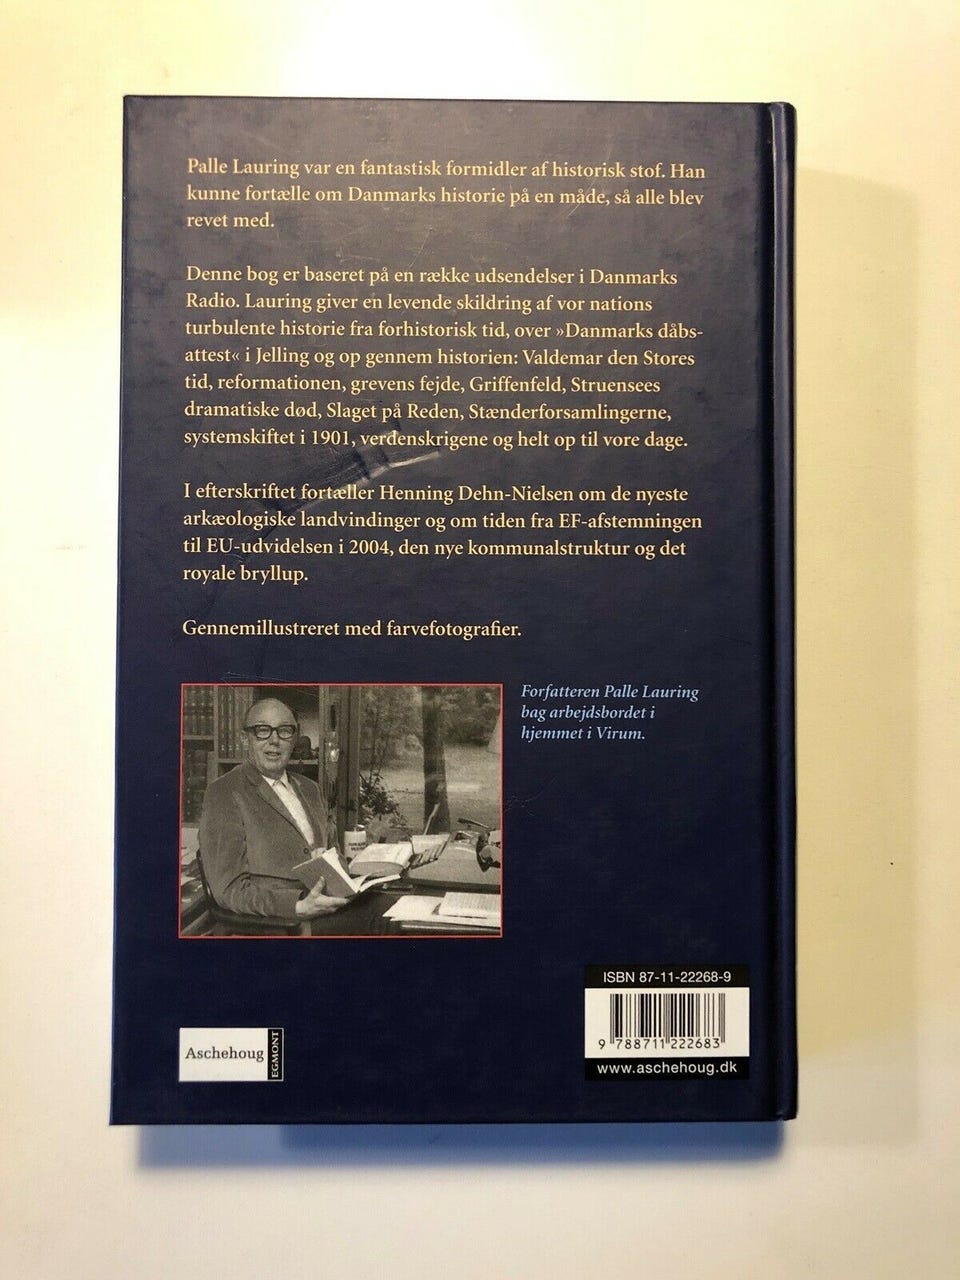 Palle Lauring var en fantastisk formidler af historisk stof. Han
kunne fortælle om Danmarks historie på en måde, så alle blev
revet med.
Denne bog er baseret på en række udsendelser i Danmarks
Radio. Lauring giver en levende skildring af vor nations
turbulente historie fra forhistorisk tid, over »Danmarks dåbs-
attest« i Jelling og op gennem historien: Valdemar den Stores
tid, reformationen, grevens fejde, Griffenfeld, Struensees
dramatiske død, Slaget på Reden, Stænderforsamlingerne,
systemskiftet i 1901, verdenskrigene og helt op til vore dage.
I efterskriftet fortæller Henning Dehn-Nielsen om de nyeste
arkæologiske landvindinger og om tiden fra EF-afstemningen
til EU-udvidelsen i 2004, den nye kommunalstruktur og det
royale bryllup.
Gennemillustreret med farvefotografier.
Forfatteren Palle Lauring
bag arbejdsbordet i
hjemmet i Virum.
ISBN 87-11-22268-9
9 788711 222683
www.aschehoug.dk
Aschehoug
EGMONT